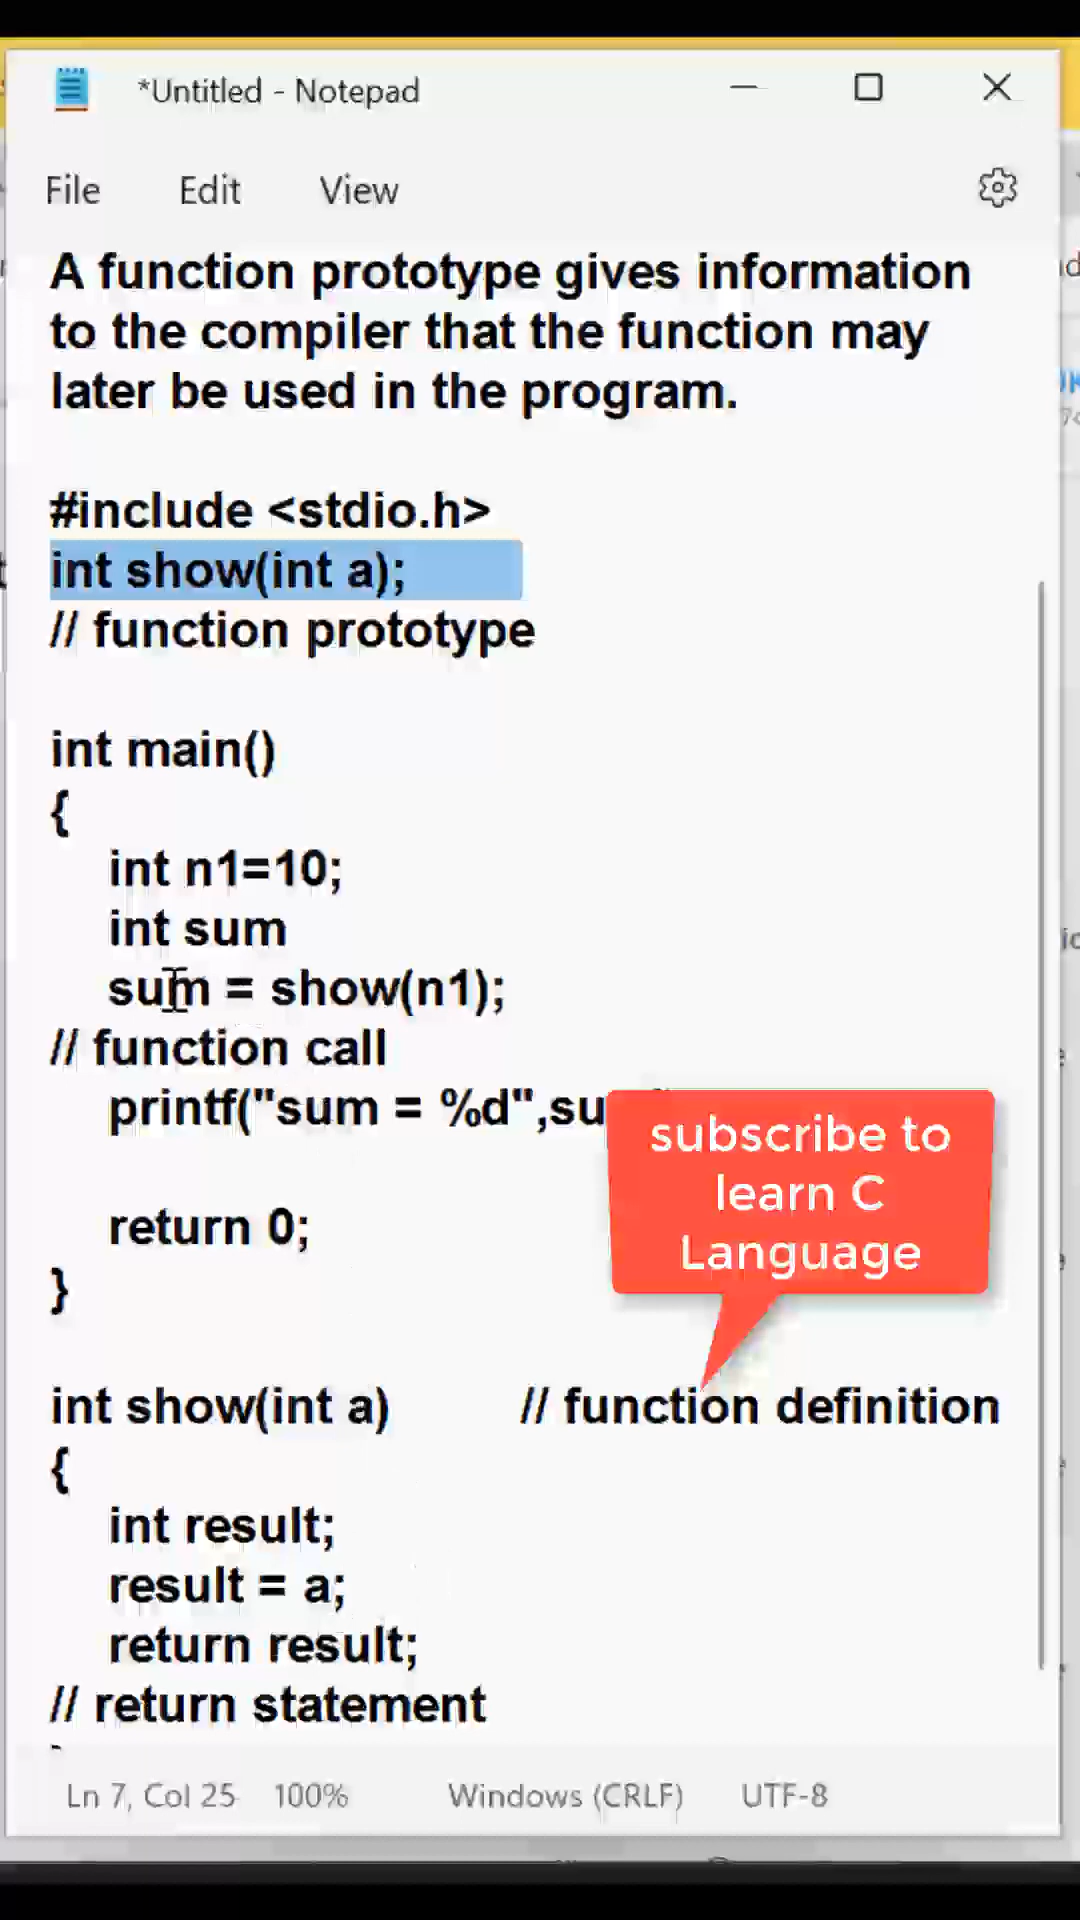 *Untitled - Notepad
File Edit View
A function prototype gives information
to the compiler that the function may
later be used in the program.
#include <stdio.h>
int show(int a);
// function prototype
int main()
{
int n1=10;
int sum
sum = show(n1);
// function call
printf("sum = %d",su
return 0;
}
subscribe to
learn C
Language
int show(int a) // function definition
{
int result;
result = a;
return result;
// return statement
Ln 7, Col 25 100% Windows (CRLF) UTF-8